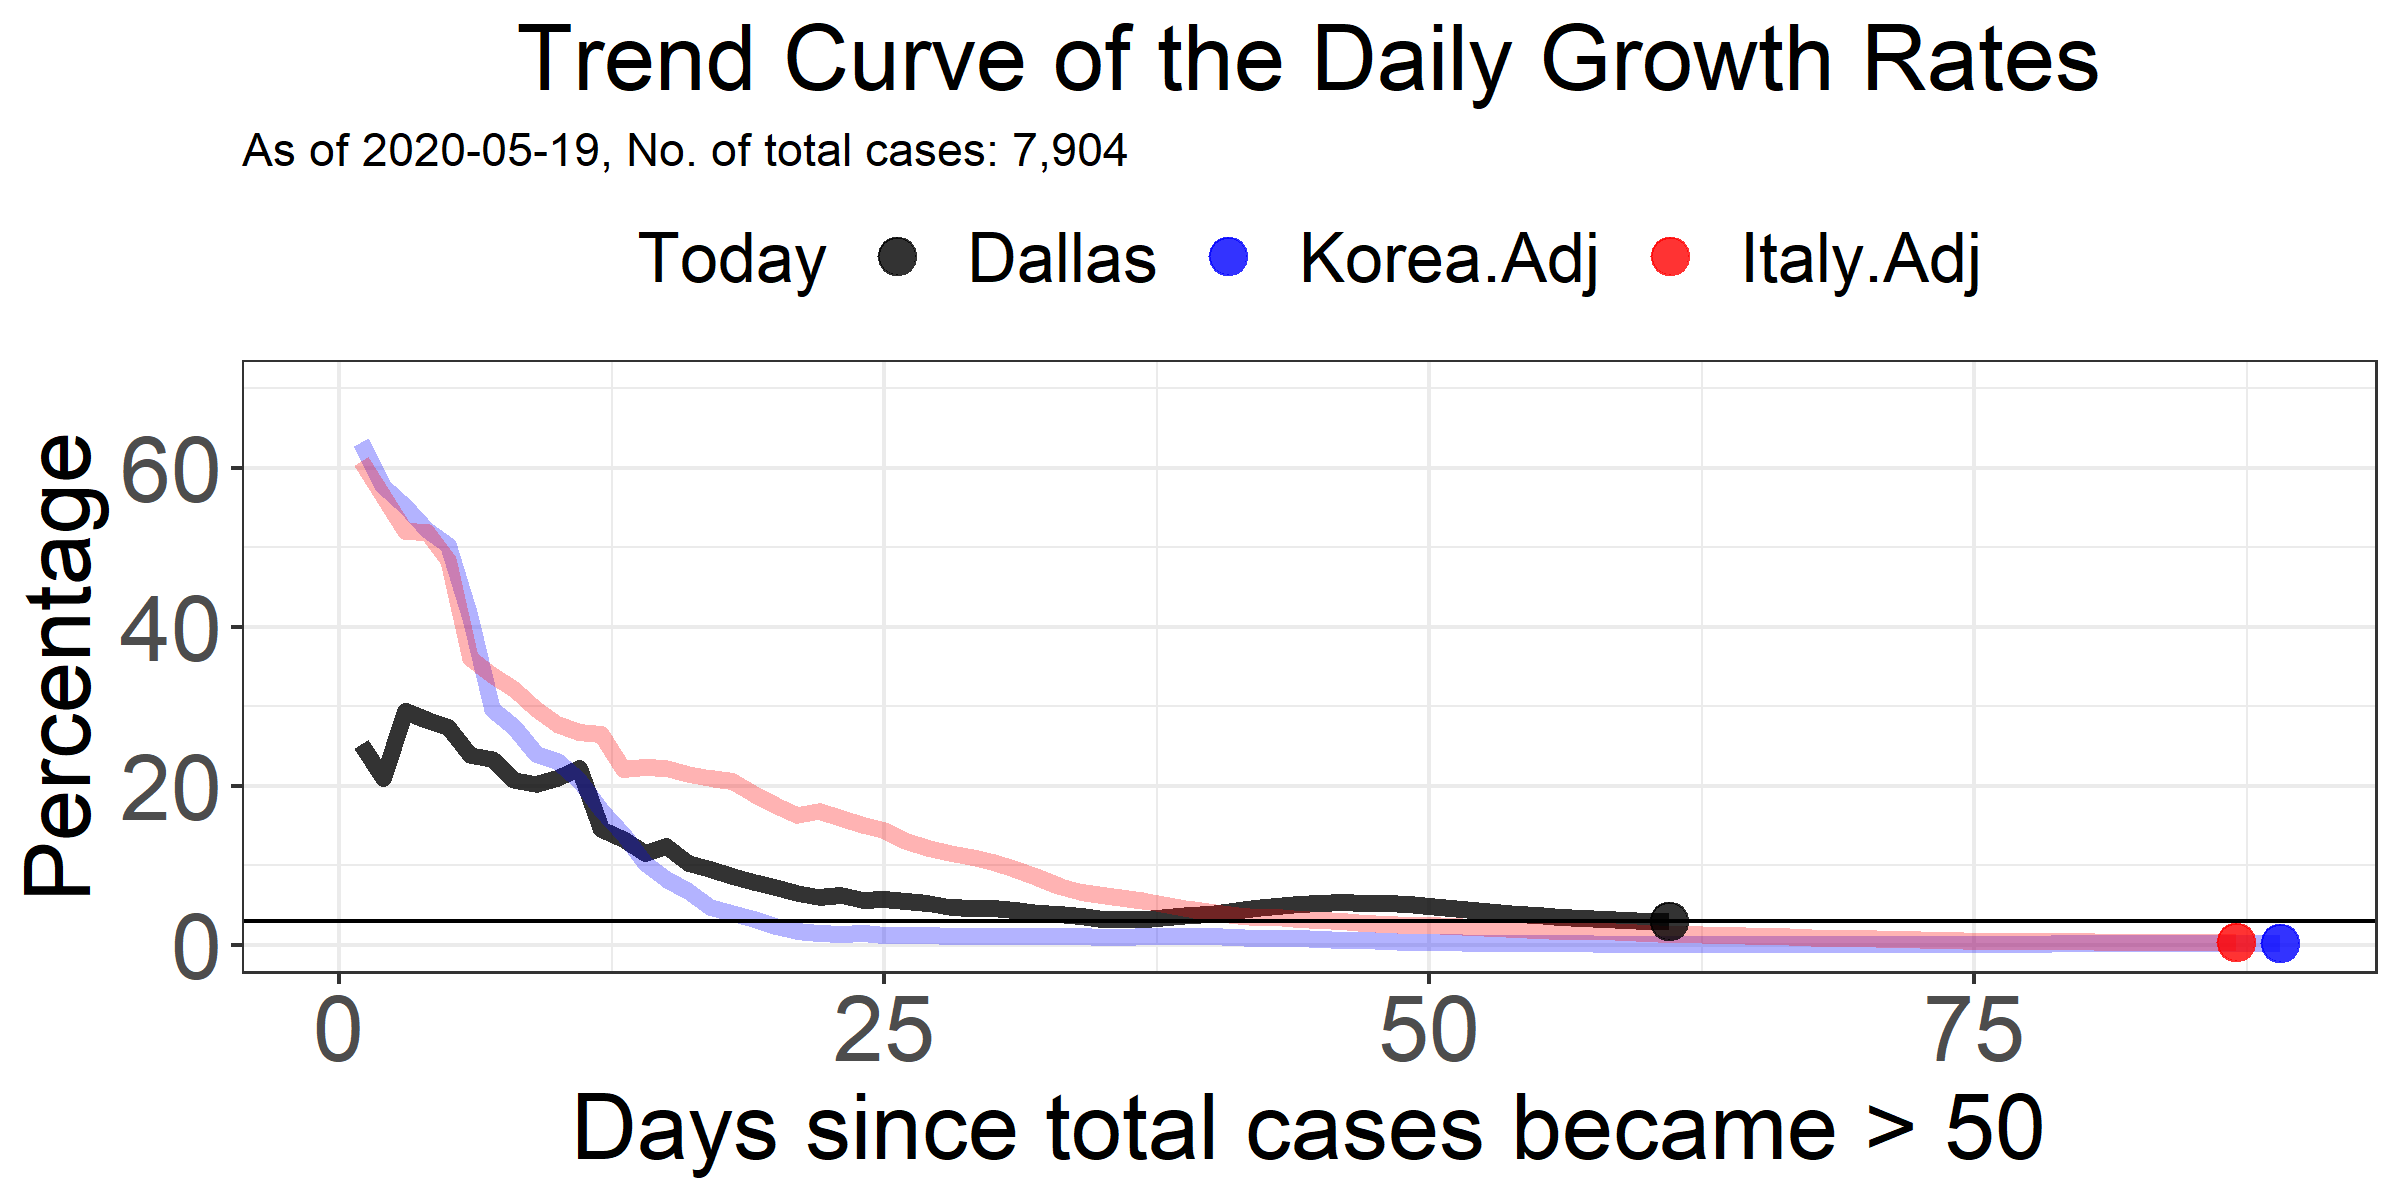 Trend Curve of the Daily Growth Rates
As of 2020-05-19, No. of total cases: 7,904
Today Dallas Korea.Adj Italy.Adj
Percentage
60
40
20
0
0 25 50 75
Days since total cases became > 50